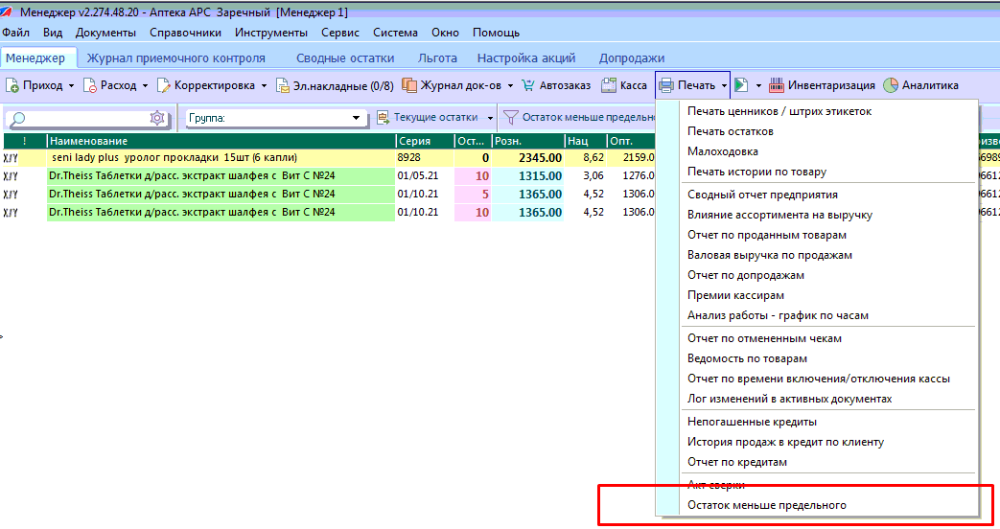 Менеджер v2.274.48.20 - Аптека АРС Заречный [Менеджер 1]
Файл Вид Документы Справочники Инструменты Сервис Система Окно Помощь
Менеджер Журнал приемочного контроля Сводные остатки Льгота Настройка акций Допродажи
Приход Расход Корректировка Эл.накладные (0/8) Журнал док-ов Автозаказ Касса Печать Инвентаризация Аналитика
Группа: Текущие остатки Остаток меньше предельн
! Наименование Серия Ост... Розн. Нац Опт.
seni lady plus уролог прокладки 15шт (6 капли) 8928 0 2345.00 8,62 2159.0
Dr.Theiss Таблетки д/расс. экстракт шалфея с Вит С №24 01/05.21 10 1315.00 3,06 1276.0
Dr.Theiss Таблетки д/расс. экстракт шалфея с Вит С №24 01/10.21 5 1365.00 4,52 1306.0
Dr.Theiss Таблетки д/расс. экстракт шалфея с Вит С №24 01/10.21 10 1365.00 4,52 1306.0
Печать ценников / штрих этикеток
Печать остатков
Малоходовка
Печать истории по товару
Сводный отчет предприятия
Влияние ассортимента на выручку
Отчет по проданным товарам
Валовая выручка по продажам
Отчет по допродажам
Премии кассирам
Анализ работы - график по часам
Отчет по отмененным чекам
Ведомость по товарам
Отчет по времени включения/отключения кассы
Лог изменений в активных документах
Непогашенные кредиты
История продаж в кредит по клиенту
Отчет по кредитам
Акт сверки
Остаток меньше предельного